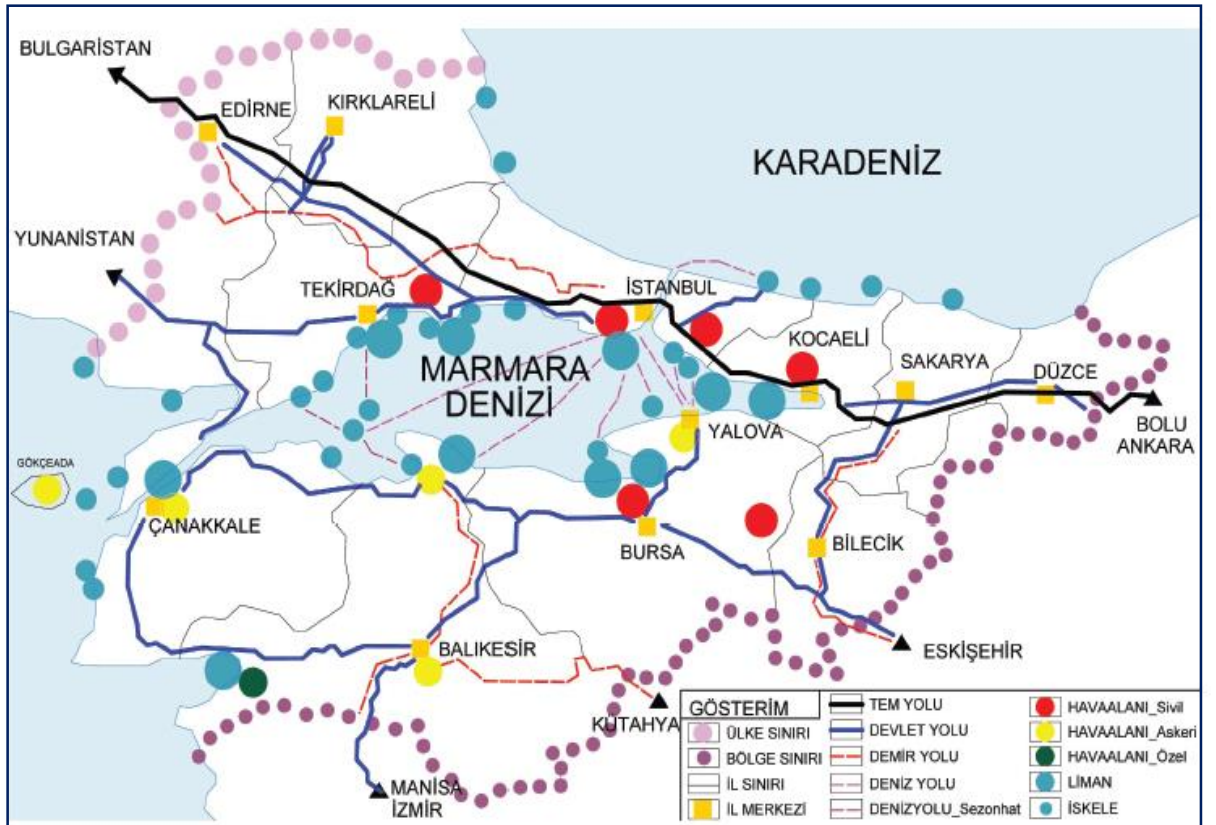 BULGARİSTAN
EDİRNE
KIRKLARELİ
KARADENİZ
YUNANİSTAN
TEKİRDAĞ
İSTANBUL
KOCAELİ
SAKARYA
DÜZCE
MARMARA
DENİZİ
BOLU
ANKARA
YALOVA
GÖKÇEADA
ÇANAKKALE
BURSA
BİLECİK
BALIKESİR
ESKİŞEHİR
KÜTAHYA
MANİSA
İZMİR
GÖSTERİM
ÜLKE SINIRI
BÖLGE SINIRI
İL SINIRI
İL MERKEZİ
TEM YOLU
DEVLET YOLU
DEMİR YOLU
DENİZ YOLU
DENİZYOLU_Sezonhat
HAVAALANI_Sivil
HAVAALANI_Askeri
HAVAALANI_Özel
LİMAN
İSKELE